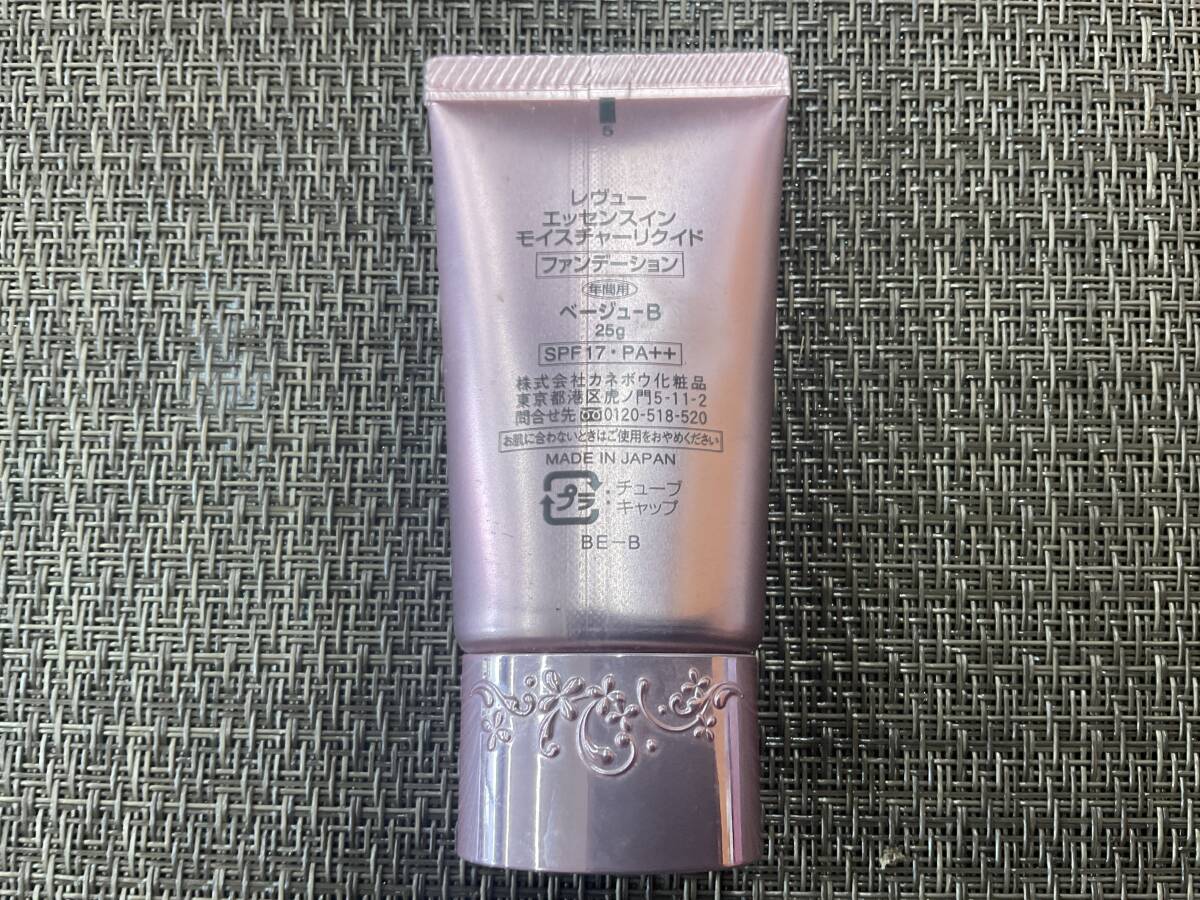 5
レヴュー
エッセンスイン
モイスチャーリクイド
ファンデーション
年間用
ベージューB
25g
SPF17・PA++
株式会社カネボウ化粧品
東京都港区虎ノ門5-11-2
問合せ先 0120-518-520
お肌に合わないときはご使用をおやめください
MADE IN JAPAN
プラ：チューブ
キャップ
BE－B